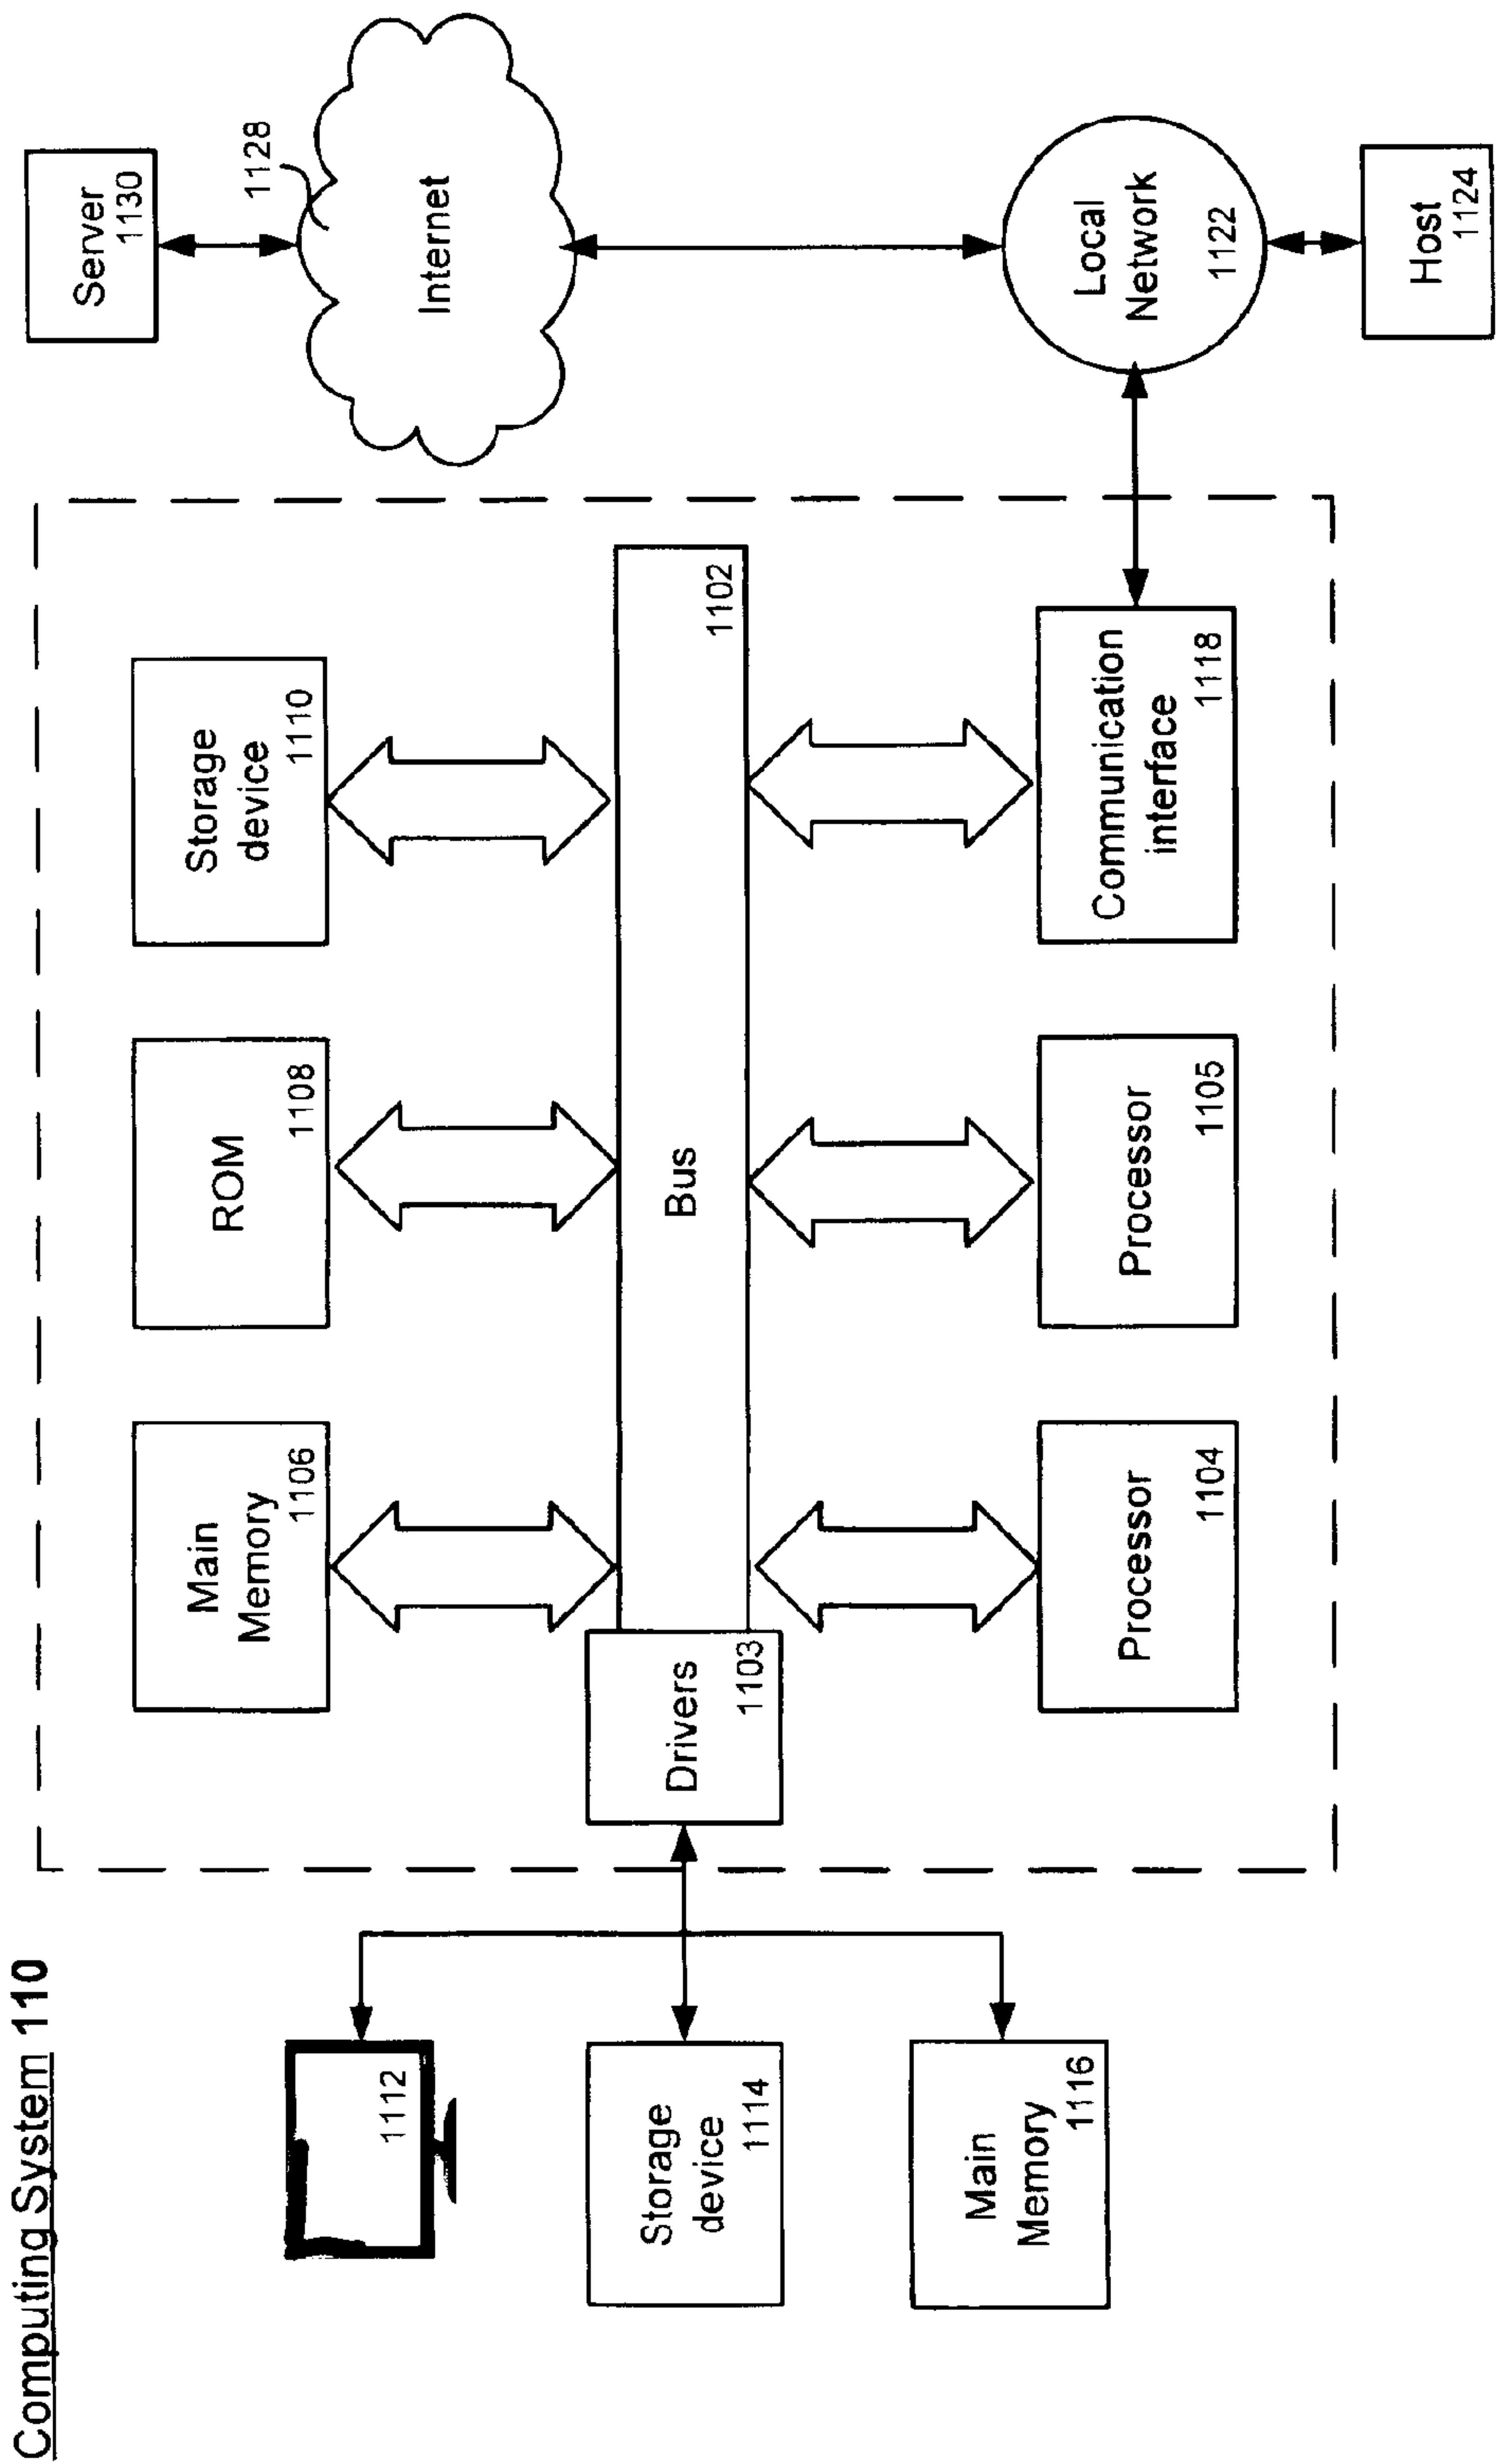 Computing System 110
Main
Memory
1106
ROM
1108
Storage
device
1110
Server
1130
1128
Internet
1112
Storage
device
1114
Main
Memory
1116
Drivers
1103
Bus
1102
Processor
1104
Processor
1105
Communication
interface
1118
Local
Network
1122
Host
1124